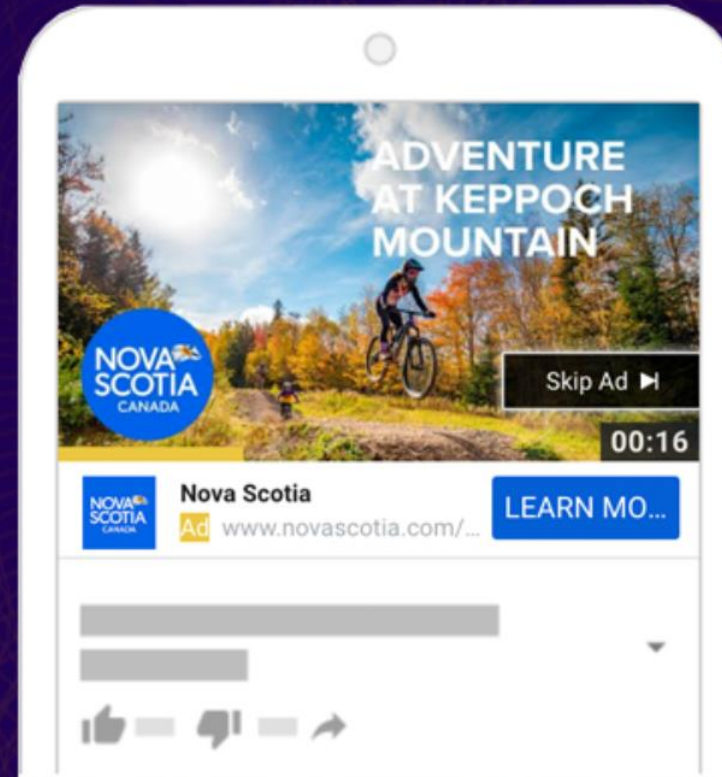 ADVENTURE
AT KEPPOCH
MOUNTAIN
NOVA
SCOTIA
CANADA
Skip Ad
00:16
NOVA
SCOTIA
CANADA
Nova Scotia
Ad www.novascotia.com/...
LEARN MO...